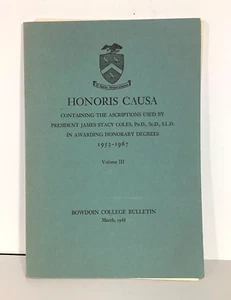 HONORIS CAUSA
CONTAINING THE ASCRIPTIONS USED BY
PRESIDENT JAMES STACY COLES, PH.D., SC.D., LL.D.
IN AWARDING HONORARY DEGREES
1953-1967
Volume III
BOWDOIN COLLEGE BULLETIN
March, 1968